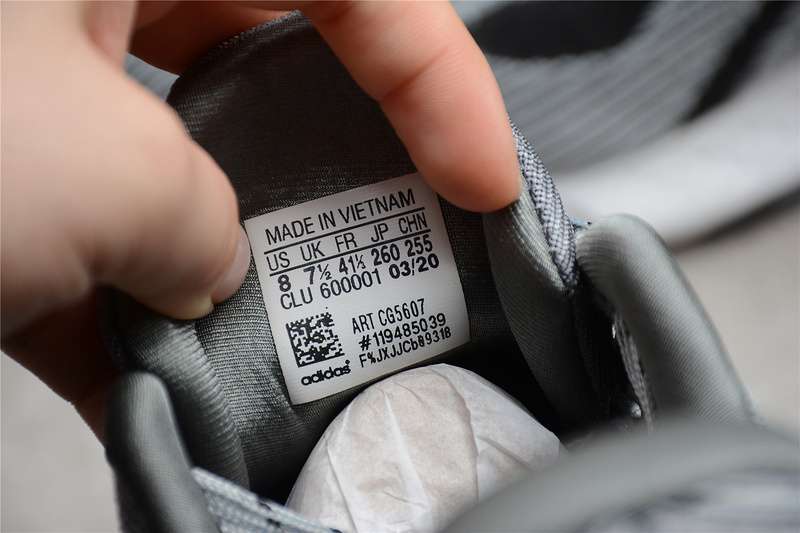 MADE IN VIETNAM
US UK FR JP CHN
8 7½ 41⅓ 260 255
CLU 600001 03/20
ART CG5607
#119485039
F%JXJJCb0931B
adidas